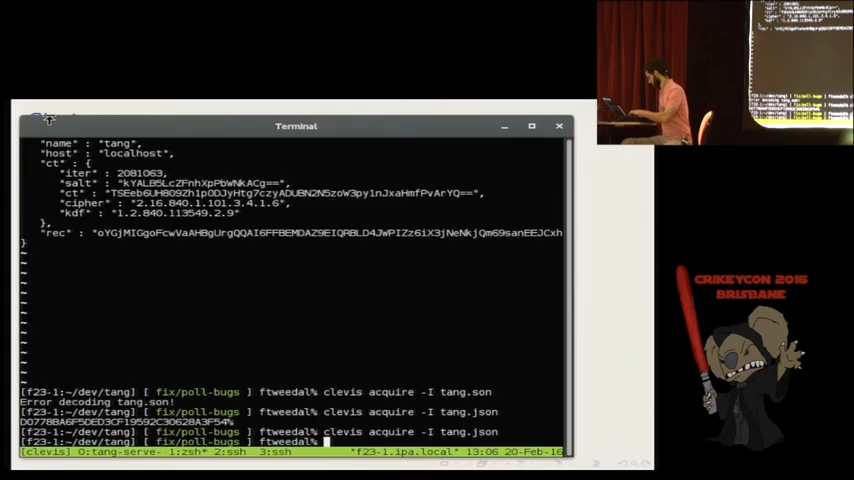 Terminal
"name" : "tang",
"host" : "localhost",
"ct" : {
"iter" : 2081063,
"salt" : "kYALB5LcZFnhXpPbWNkACg==",
"ct" : "TSEeb6UH809Zh1pODJyHtg7czyADUBN2N5zoW3py1nJxaHmfPvArYQ==",
"cipher" : "2.16.840.1.101.3.4.1.6",
"kdf" : "1.2.840.113549.2.9"
},
"rec" : "oYGjMIGgoFcwVaAHBgUrgQQAI6FFBEMDAZ9EIQRBLD4JWPIZz6iX3jNeNkjQm69sanEEJCxh
}
~
~
~
~
~
~
~
~
~
~
~
~
~
~
[f23-1:~/dev/tang] [ fix/poll-bugs ] ftweedal% clevis acquire -I tang.son
Error decoding tang.son!
[f23-1:~/dev/tang] [ fix/poll-bugs ] ftweedal% clevis acquire -I tang.json
D0778BA6F5DED3CF19592C30628A3F54%
[f23-1:~/dev/tang] [ fix/poll-bugs ] ftweedal% clevis acquire -I tang.json
[f23-1:~/dev/tang] [ fix/poll-bugs ] ftweedal%
[clevis] 0:tang-serve- 1:zsh* 2:ssh 3:ssh "f23-1.ipa.local" 13:06 20-Feb-16
CRIKEYCON 2016
BRISBANE